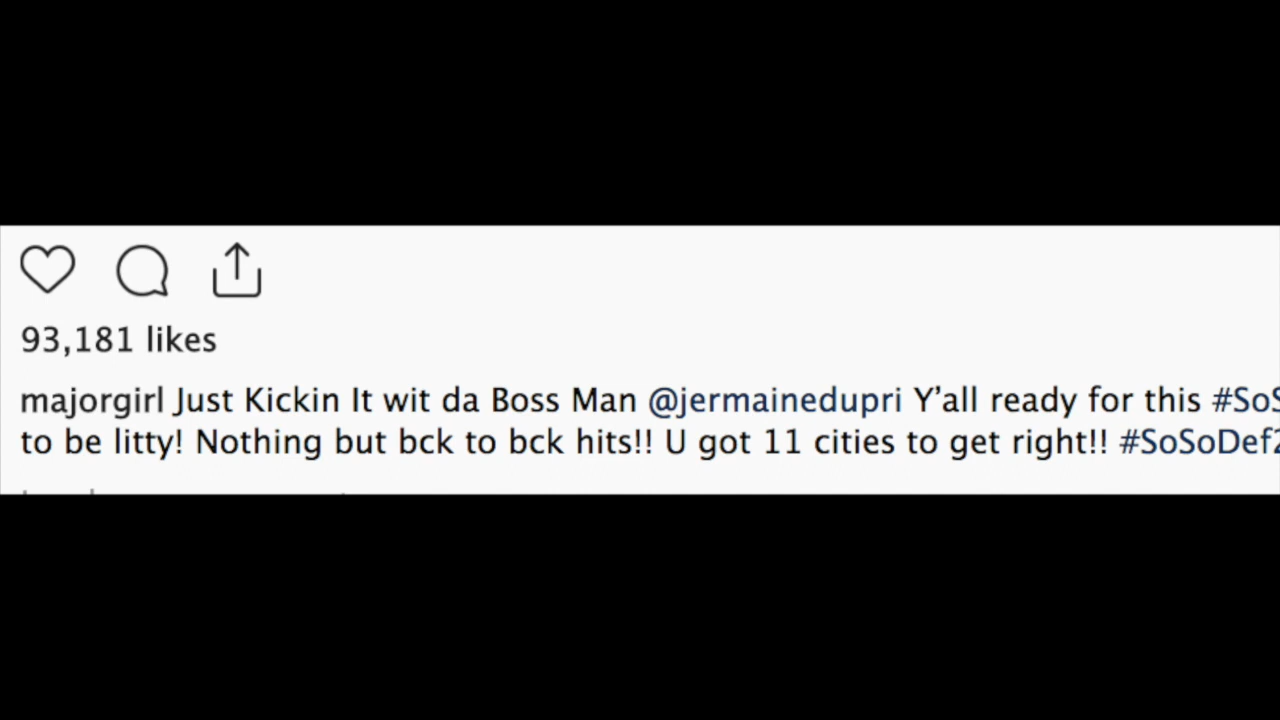 93,181 likes
majorgirl Just Kickin It wit da Boss Man @jermainedupri Y’all ready for this
to be litty! Nothing but bck to bck hits!! U got 11 cities to get right!!